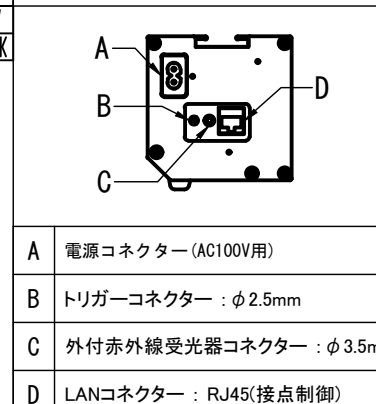 K
A
D
B
C
A 電源コネクター(AC100V用)
B トリガーコネクター：φ2.5mm
C 外付赤外線受光器コネクター：φ3.5m
D LANコネクター：RJ45(接点制御)